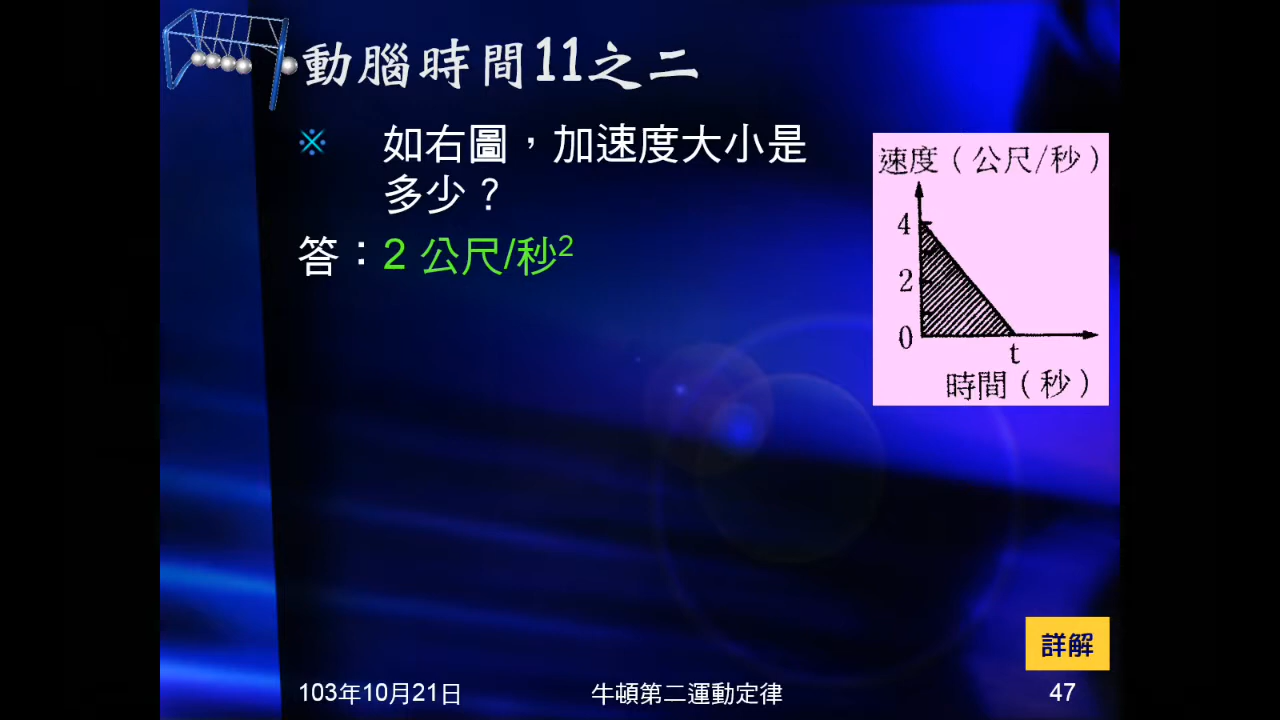 動腦時間11之二
※ 如右圖，加速度大小是
多少？
答：2 公尺/秒²
速度（公尺/秒）
4
2
0
t
時間（秒）
詳解
103年10月21日
牛頓第二運動定律
47